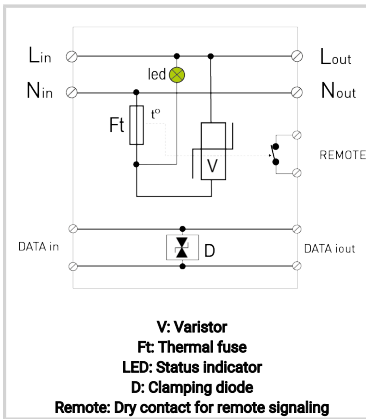 Lin
Lout
led
Nin
Nout
Ft
t°
V
REMOTE
DATA in
D
DATA iout
V: Varistor
Ft: Thermal fuse
LED: Status indicator
D: Clamping diode
Remote: Dry contact for remote signaling